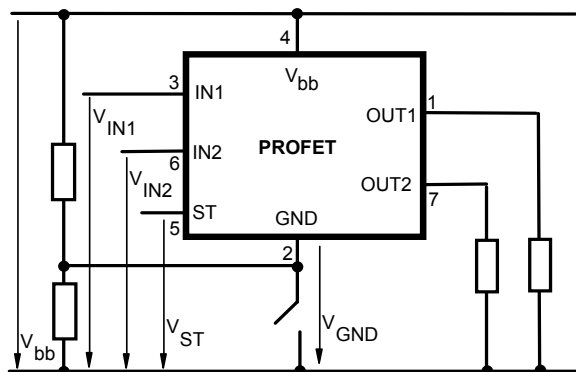 4
Vbb
3
IN1
VIN1
OUT1
1
IN2
PROFET
6
VIN2
OUT2
7
ST
GND
5
2
VST
VGND
Vbb